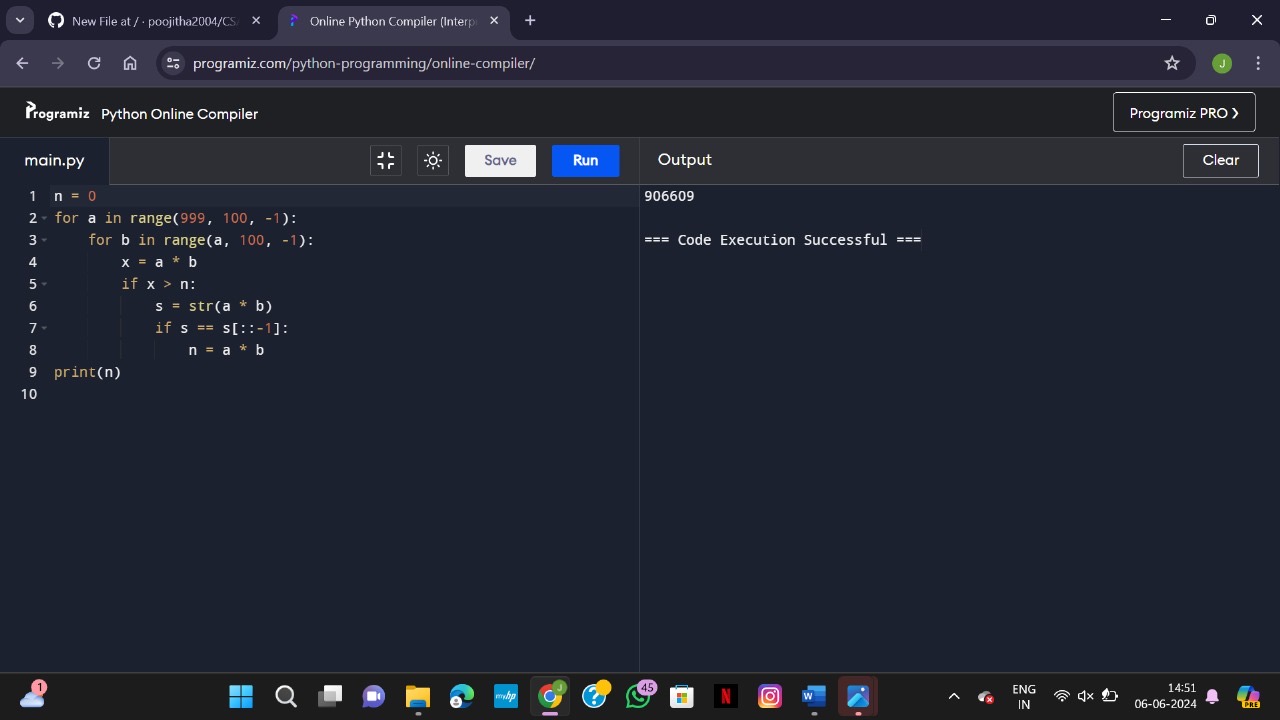 New File at / · poojitha2004/CS
Online Python Compiler (Interp
programiz.com/python-programming/online-compiler/
J
Programiz Python Online Compiler
Programiz PRO ❯
main.py
Save
Run
Output
Clear
1 n = 0
2 for a in range(999, 100, -1):
3     for b in range(a, 100, -1):
4         x = a * b
5         if x > n:
6             s = str(a * b)
7             if s == s[::-1]:
8                 n = a * b
9 print(n)
10
906609
=== Code Execution Successful ===
1
myhp
J
45
N
W
ENG
IN
14:51
06-06-2024
PRE